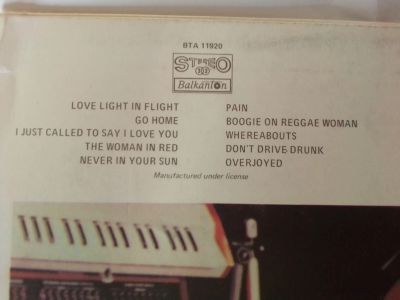 BTA 11920
STEREO
Balkanton
LOVE LIGHT IN FLIGHT
GO HOME
I JUST CALLED TO SAY I LOVE YOU
THE WOMAN IN RED
NEVER IN YOUR SUN
PAIN
BOOGIE ON REGGAE WOMAN
WHEREABOUTS
DON'T DRIVE DRUNK
OVERJOYED
Manufactured under license